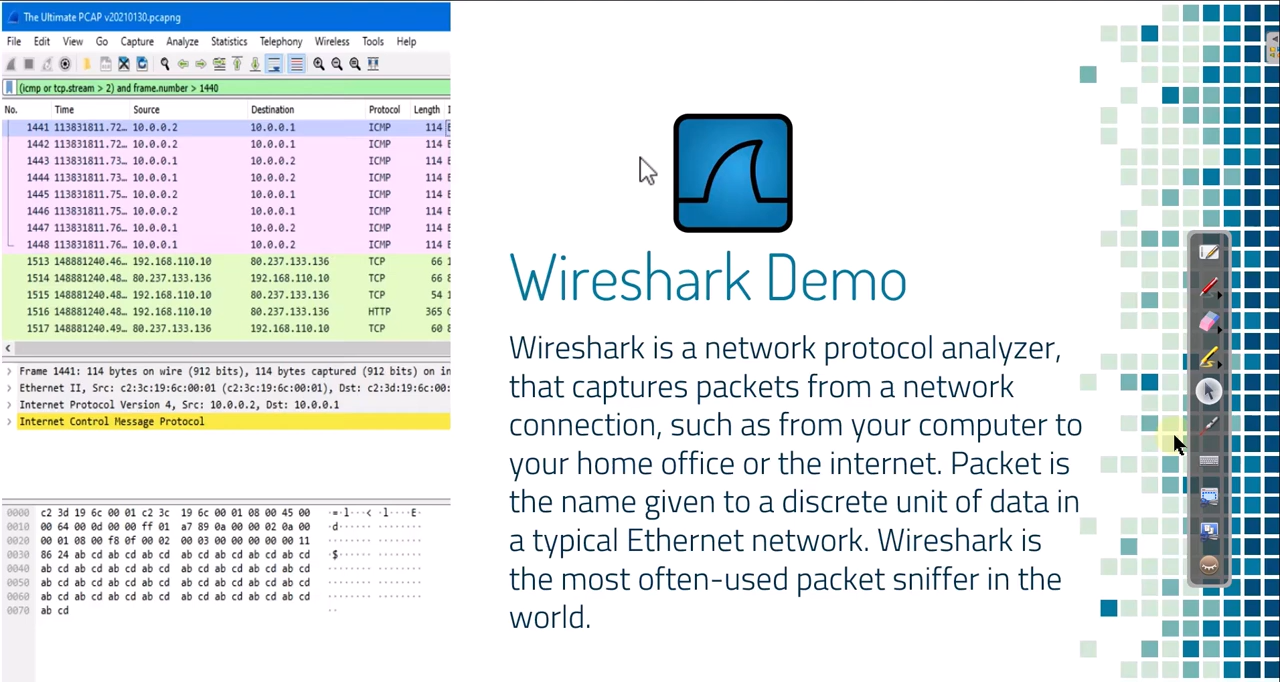 The Ultimate PCAP v20210130.pcapng
File Edit View Go Capture Analyze Statistics Telephony Wireless Tools Help
(icmp or tcp.stream > 2) and frame.number > 1440
No. Time Source Destination Protocol Length
1441 113831811.72… 10.0.0.2 10.0.0.1 ICMP 114
1442 113831811.72… 10.0.0.2 10.0.0.1 ICMP 114
1443 113831811.73… 10.0.0.1 10.0.0.2 ICMP 114
1444 113831811.73… 10.0.0.1 10.0.0.2 ICMP 114
1445 113831811.75… 10.0.0.2 10.0.0.1 ICMP 114
1446 113831811.75… 10.0.0.2 10.0.0.1 ICMP 114
1447 113831811.76… 10.0.0.1 10.0.0.2 ICMP 114
1448 113831811.76… 10.0.0.1 10.0.0.2 ICMP 114
1513 148881240.48… 192.168.110.10 80.237.133.136 TCP 66
1514 148881240.48… 80.237.133.136 192.168.110.10 TCP 66
1515 148881240.48… 192.168.110.10 80.237.133.136 TCP 54
1516 148881240.48… 192.168.110.10 80.237.133.136 HTTP 365
1517 148881240.49… 80.237.133.136 192.168.110.10 TCP 60
Frame 1441: 114 bytes on wire (912 bits), 114 bytes captured (912 bits) on in
Ethernet II, Src: c2:3c:19:6c:00:01 (c2:3c:19:6c:00:01), Dst: c2:3d:19:6c:00:
Internet Protocol Version 4, Src: 10.0.0.2, Dst: 10.0.0.1
Internet Control Message Protocol
0000 c2 3d 19 6c 00 01 c2 3c 19 6c 00 01 08 00 45 00 ·=·l···< ·l····E·
0010 00 64 00 0d 00 00 ff 01 a7 89 0a 00 00 02 0a 00 ·d······ ········
0020 00 01 08 00 f8 0f 00 02 00 03 00 00 00 00 00 11 ········ ········
0030 86 24 ab cd ab cd ab cd ab cd ab cd ab cd ab cd ·$······ ········
0040 ab cd ab cd ab cd ab cd ab cd ab cd ab cd ab cd ········ ········
0050 ab cd ab cd ab cd ab cd ab cd ab cd ab cd ab cd ········ ········
0060 ab cd ab cd ab cd ab cd ab cd ab cd ab cd ab cd ········ ········
0070 ab cd ··
Wireshark Demo
Wireshark is a network protocol analyzer,
that captures packets from a network
connection, such as from your computer to
your home office or the internet. Packet is
the name given to a discrete unit of data in
a typical Ethernet network. Wireshark is
the most often-used packet sniffer in the
world.